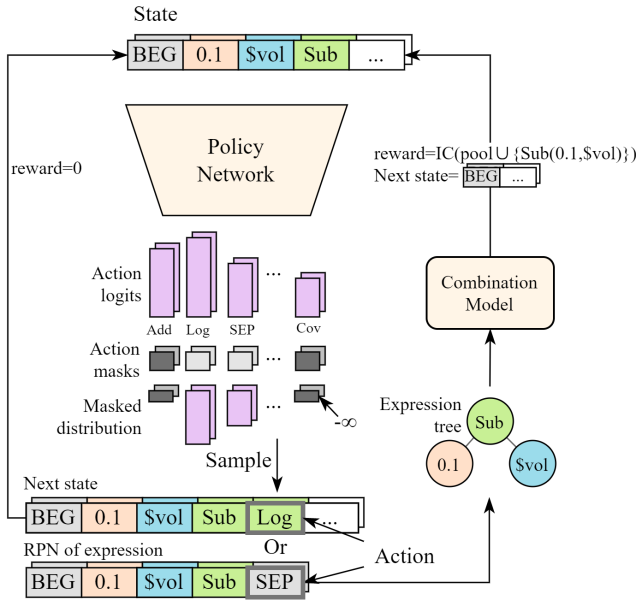 State
BEG 0.1 $vol Sub ...
Policy
Network
reward=0
reward=IC(pool∪{Sub(0.1,$vol)})
Next state= BEG ...
Action
logits
...
Add Log SEP Cov
Action
masks
...
Masked
distribution
...
-∞
Combination
Model
Expression
tree
Sub
0.1 $vol
Sample
Next state
BEG 0.1 $vol Sub Log ...
Or
RPN of expression
Action
BEG 0.1 $vol Sub SEP